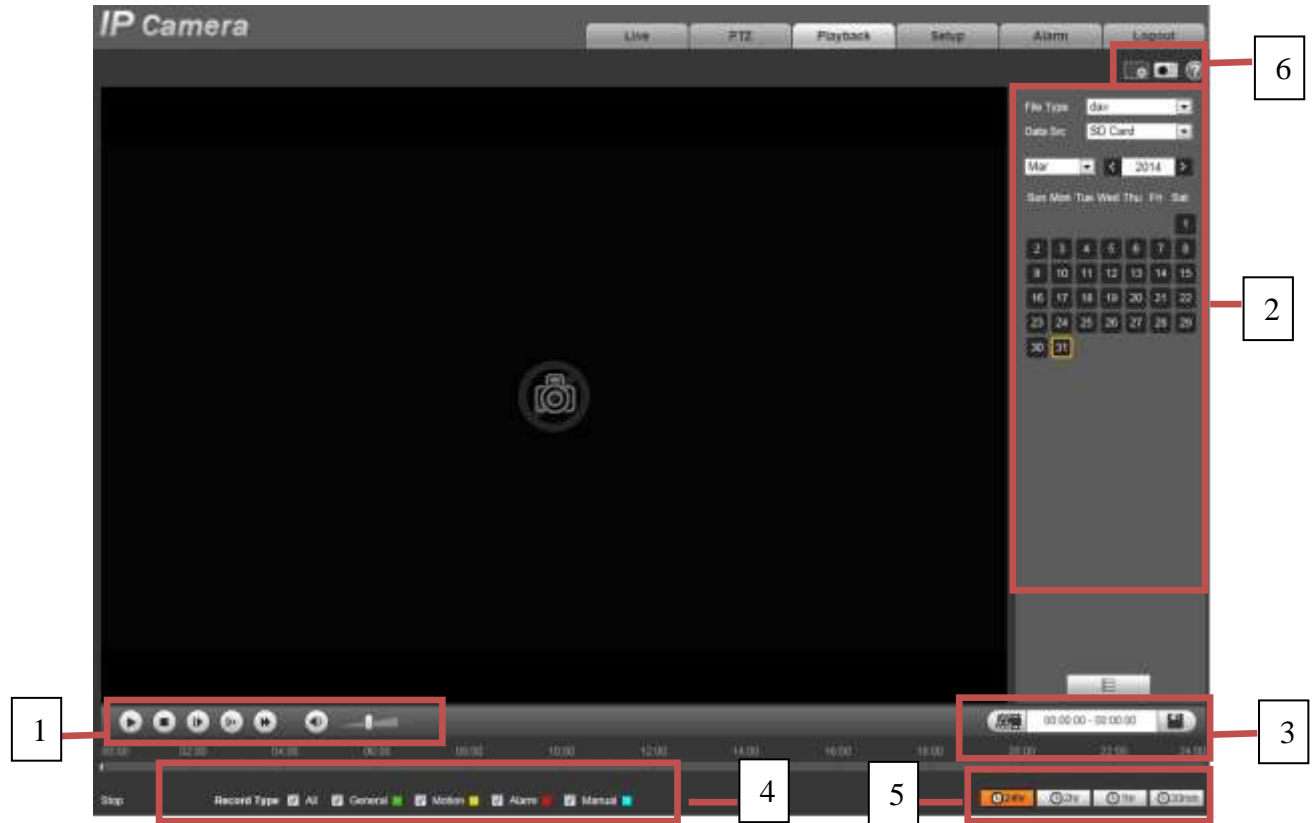 IP Camera
Live PTZ Playback Setup Alarm Logout
6
File Type dav
Data Src SD Card
Mar 2014
Sun Mon Tue Wed Thu Fri Sat
1
2 3 4 5 6 7 8
9 10 11 12 13 14 15
16 17 18 19 20 21 22
23 24 25 26 27 28 29
30 31
2
1
00:00:00 - 00:00:00
3
00:00 02:00 04:00 06:00 08:00 10:00 12:00 14:00 16:00 18:00 20:00 22:00 24:00
Stop Record Type All General Motion Alarm Manual
4
5
24hr 2hr 1hr 30min